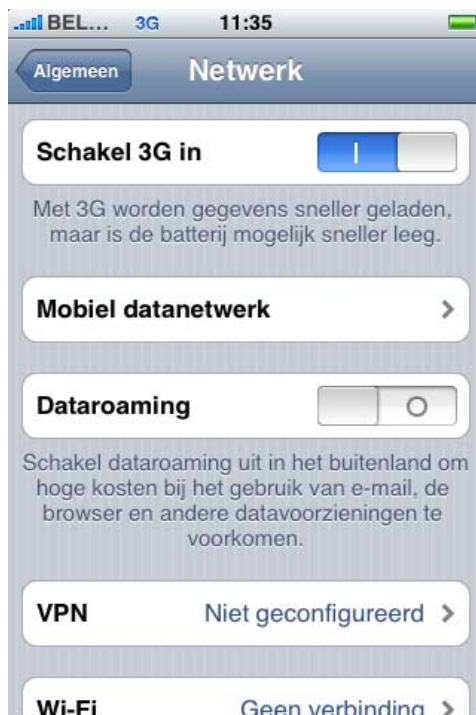 BEL... 3G 11:35
Algemeen Netwerk
Schakel 3G in
Met 3G worden gegevens sneller geladen,
maar is de batterij mogelijk sneller leeg.
Mobiel datanetwerk
Dataroaming
Schakel dataroaming uit in het buitenland om
hoge kosten bij het gebruik van e-mail, de
browser en andere datavoorzieningen te
voorkomen.
VPN Niet geconfigureerd
Wi-Fi Geen verbinding